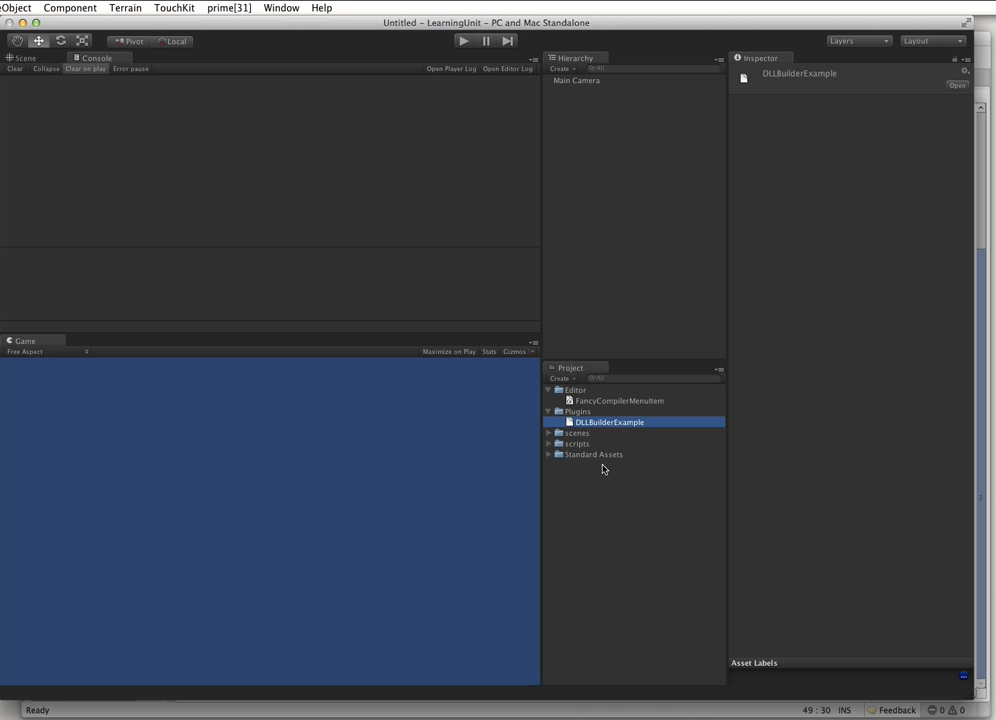 Object Component Terrain TouchKit prime[31] Window Help
Untitled – LearningUnit – PC and Mac Standalone
Pivot Local Layers Layout
Scene Console Hierarchy Inspector
Clear Collapse Clear on play Error pause Open Player Log Open Editor Log Create All DLLBuilderExample
Main Camera Open
Game
Free Aspect Maximize on Play Stats Gizmos
Project
Create All
Editor
FancyCompilerMenuItem
Plugins
DLLBuilderExample
scenes
scripts
Standard Assets
Asset Labels
Ready 49 : 30 INS Feedback 0 0